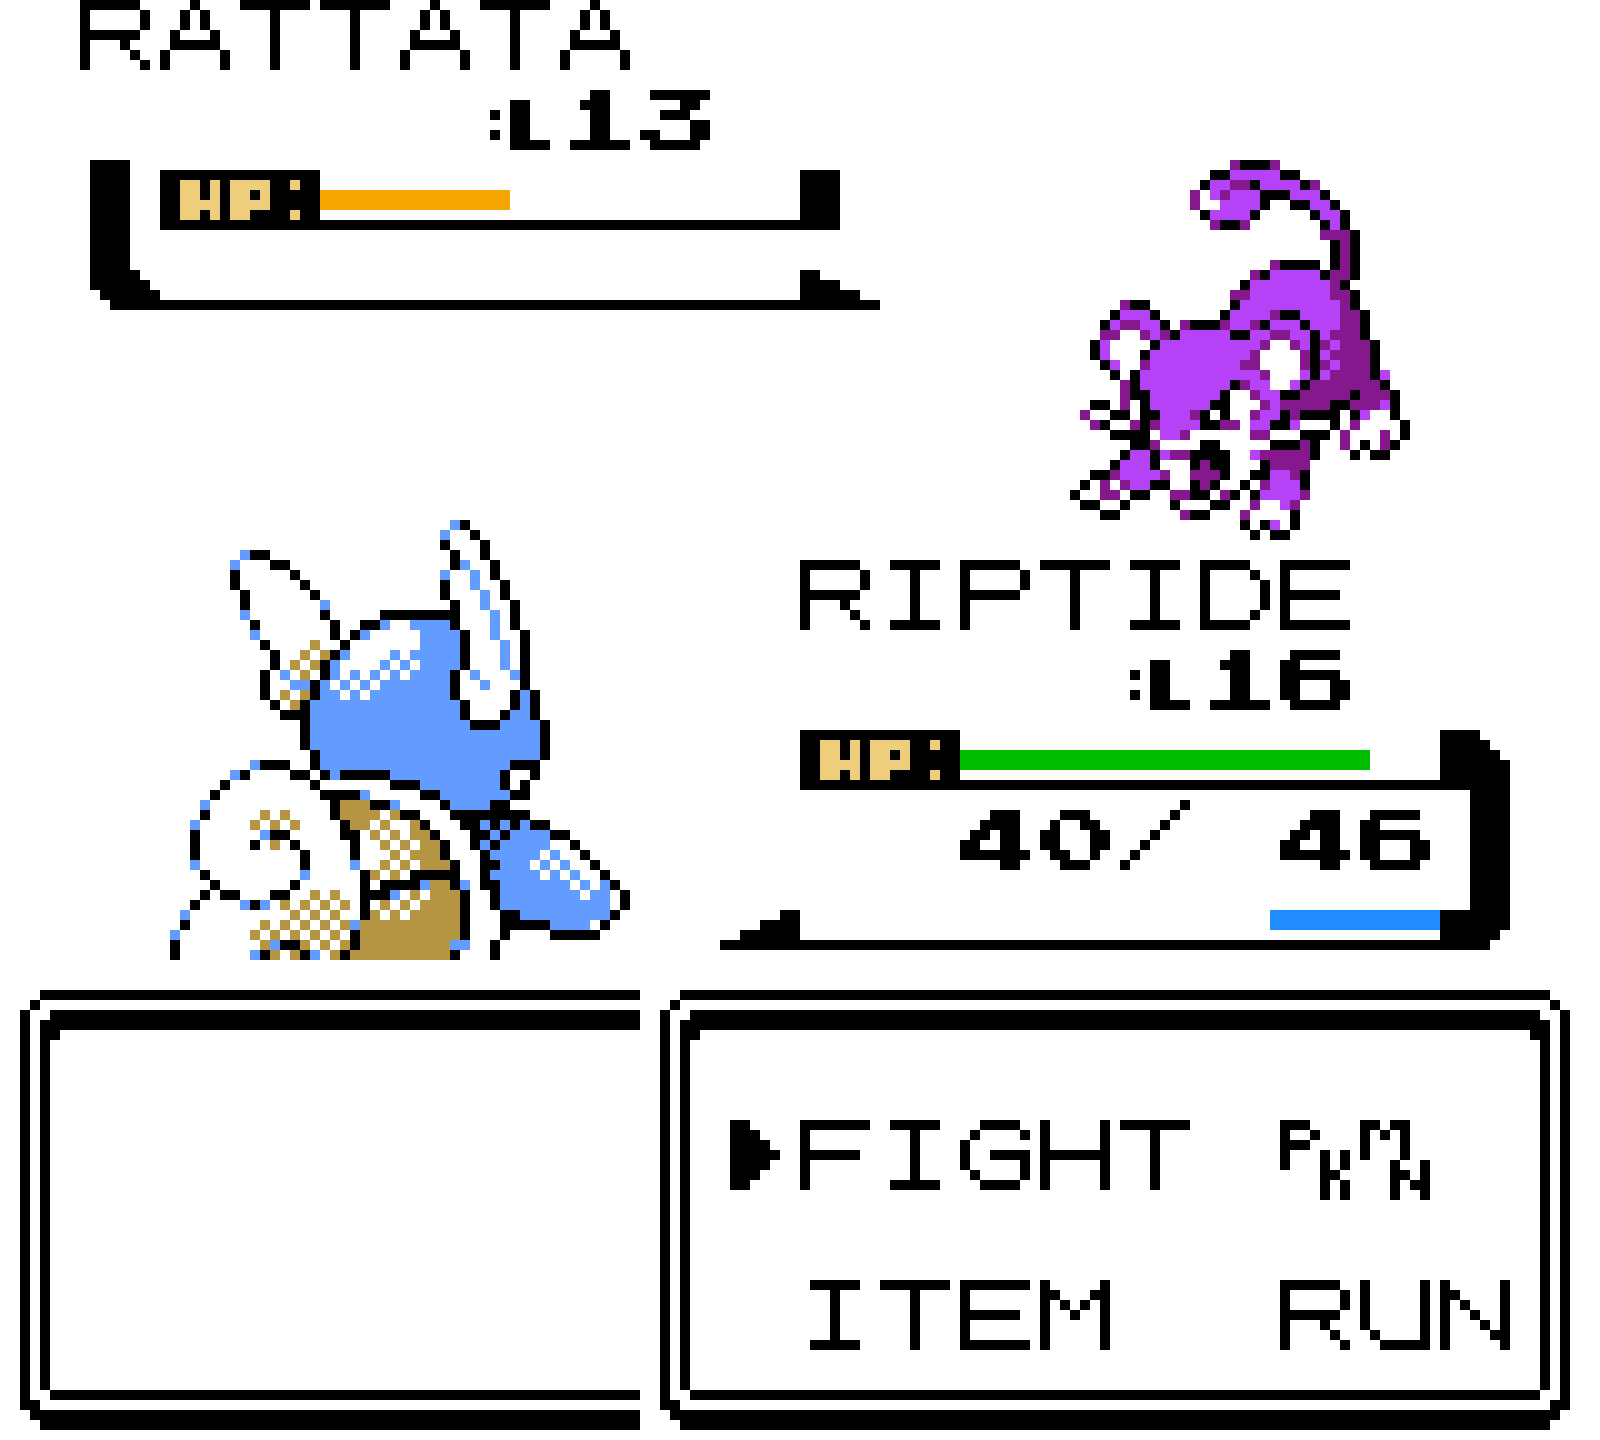 RATTATA
:L13
HP:
RIPTIDE
:L16
HP:
40/ 46
FIGHT PKMN
ITEM RUN